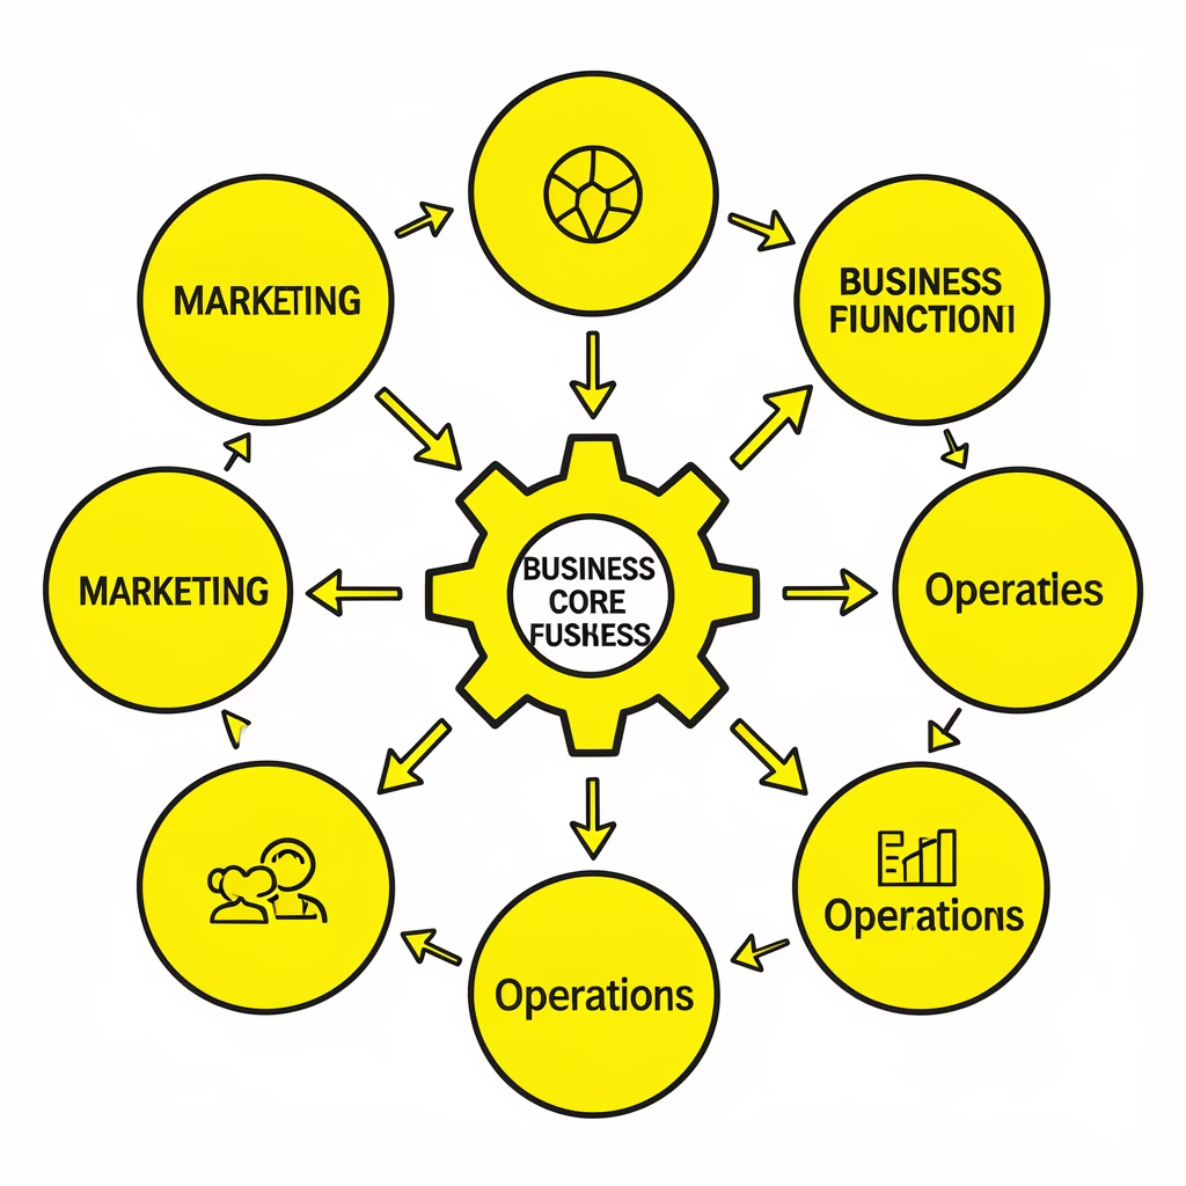 MARKETING
BUSINESS
FIUNCTIONI
MARKETING
BUSINESS
CORE
FUSKESS
Operaties
Operations
Operations